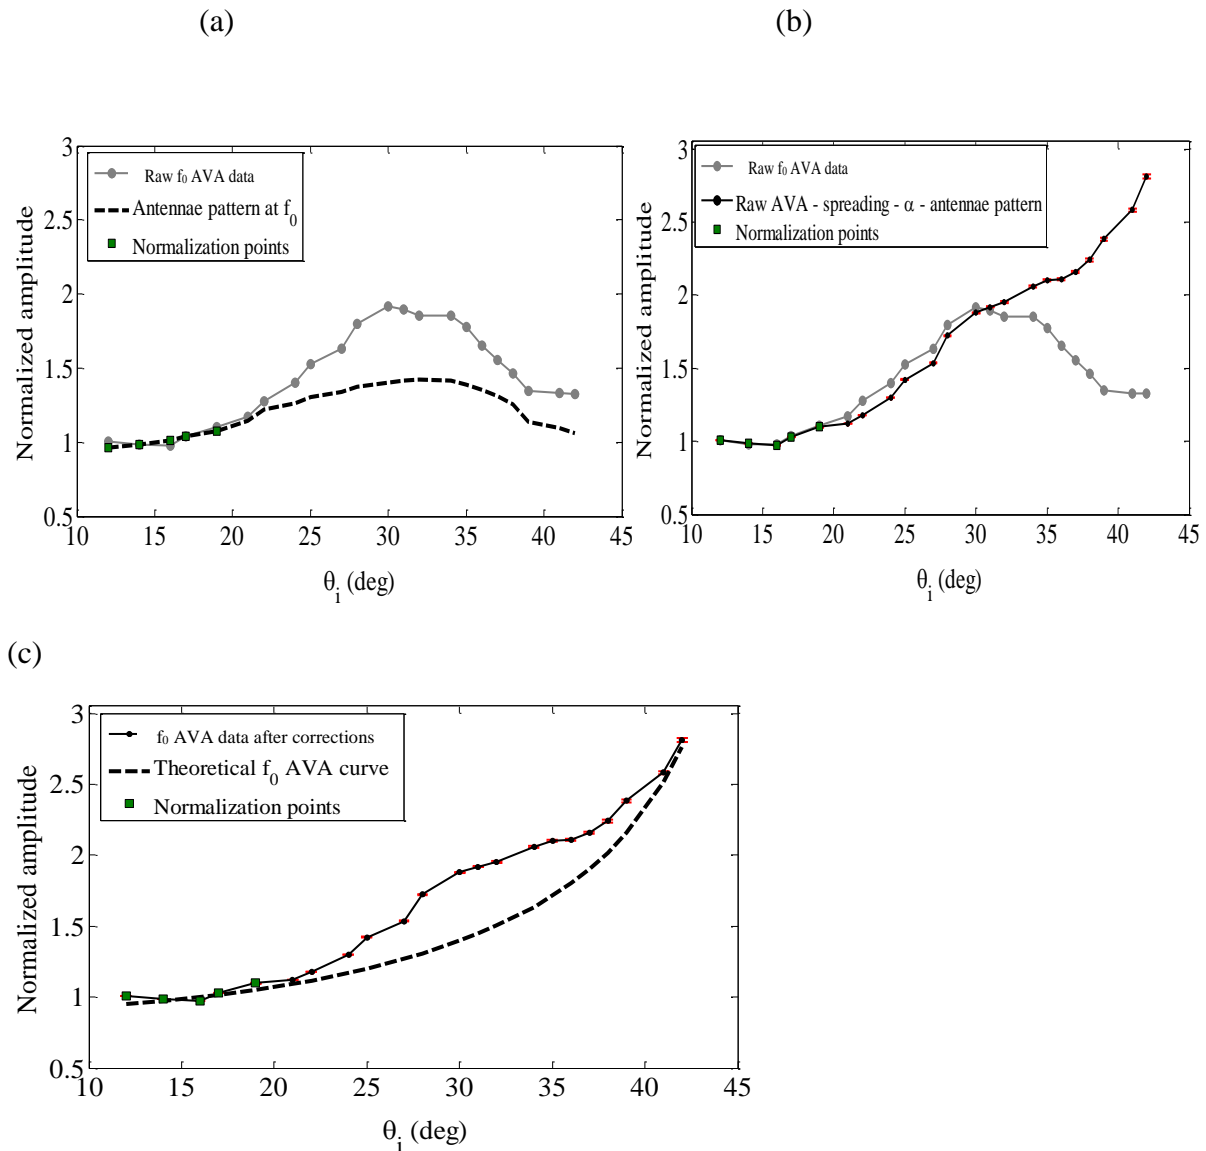 (a)
(b)
3
2.5
2
1.5
1
0.5
10 15 20 25 30 35 40 45
Normalized amplitude
θi (deg)
Raw f0 AVA data
Antennae pattern at f0
Normalization points
3
2.5
2
1.5
1
0.5
10 15 20 25 30 35 40 45
Normalized amplitude
θi (deg)
Raw f0 AVA data
Raw AVA - spreading - α - antennae pattern
Normalization points
(c)
3
2.5
2
1.5
1
0.5
10 15 20 25 30 35 40 45
Normalized amplitude
θi (deg)
f0 AVA data after corrections
Theoretical f0 AVA curve
Normalization points